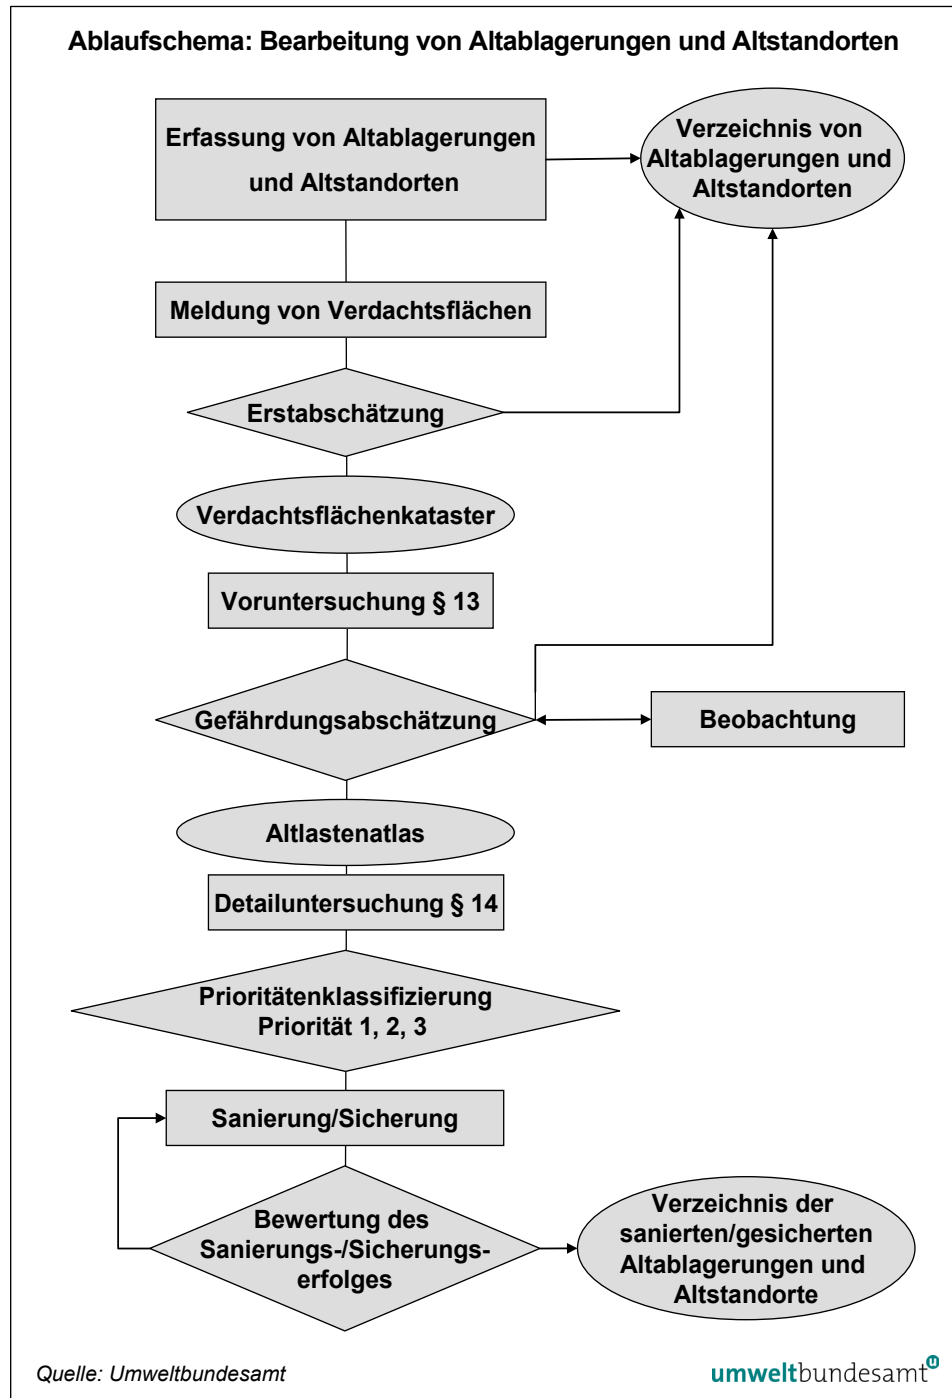 Ablaufschema: Bearbeitung von Altablagerungen und Altstandorten
Erfassung von Altablagerungen
und Altstandorten
Verzeichnis von
Altablagerungen und
Altstandorten
Meldung von Verdachtsflächen
Erstabschätzung
Verdachtsflächenkataster
Voruntersuchung § 13
Gefährdungsabschätzung
Beobachtung
Altlastenatlas
Detailuntersuchung § 14
Prioritätenklassifizierung
Priorität 1, 2, 3
Sanierung/Sicherung
Bewertung des
Sanierungs-/Sicherungs-
erfolges
Verzeichnis der
sanierten/gesicherten
Altablagerungen und
Altstandorte
Quelle: Umweltbundesamt
umweltbundesamt
u